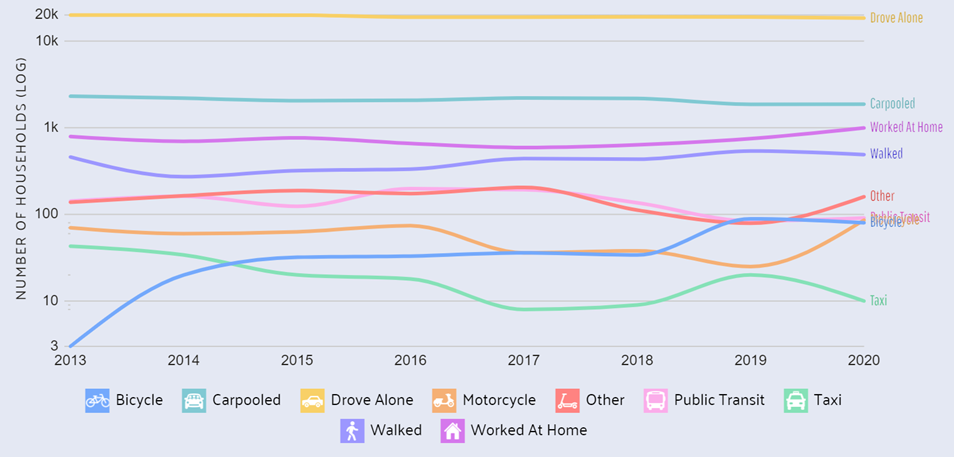 NUMBER OF HOUSEHOLDS (LOG)
20k
10k
1k
100
10
3
Drove Alone
Carpooled
Worked At Home
Walked
Other
Public Transit
Motorcycle
Bicycle
Taxi
2013 2014 2015 2016 2017 2018 2019 2020
Bicycle Carpooled Drove Alone Motorcycle Other Public Transit Taxi
Walked Worked At Home